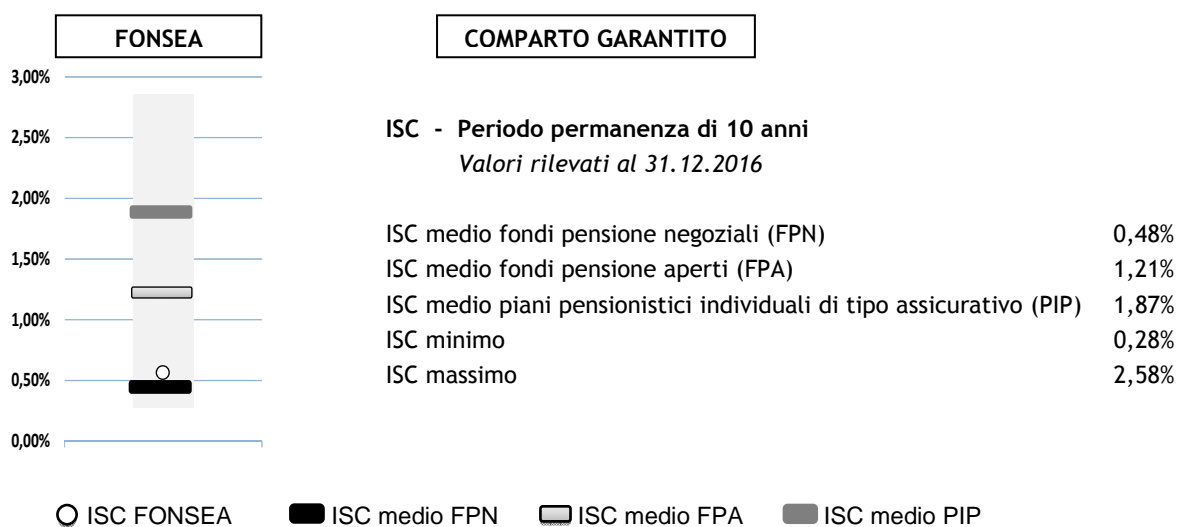 FONSEA
COMPARTO GARANTITO
3,00%
2,50%
2,00%
1,50%
1,00%
0,50%
0,00%
ISC - Periodo permanenza di 10 anni
Valori rilevati al 31.12.2016
ISC medio fondi pensione negoziali (FPN) 0,48%
ISC medio fondi pensione aperti (FPA) 1,21%
ISC medio piani pensionistici individuali di tipo assicurativo (PIP) 1,87%
ISC minimo 0,28%
ISC massimo 2,58%
ISC FONSEA ISC medio FPN ISC medio FPA ISC medio PIP